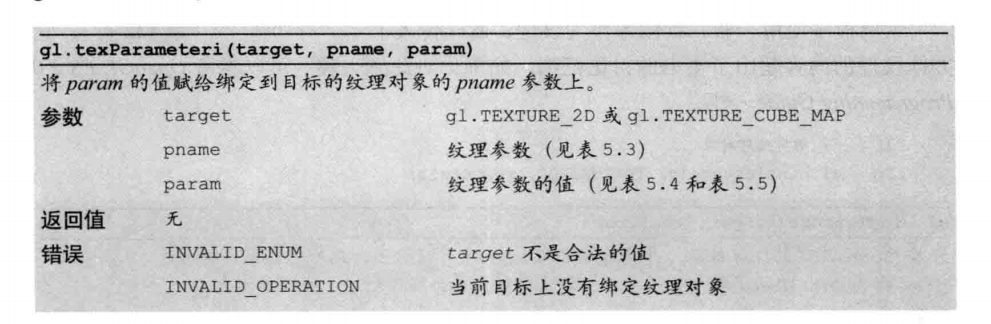 gl.texParameteri(target, pname, param)
将 param 的值赋给绑定到目标的纹理对象的 pname 参数上。
参数 target gl.TEXTURE_2D 或 gl.TEXTURE_CUBE_MAP
pname 纹理参数（见表 5.3）
param 纹理参数的值（见表 5.4 和表 5.5）
返回值 无
错误 INVALID_ENUM target 不是合法的值
INVALID_OPERATION 当前目标上没有绑定纹理对象